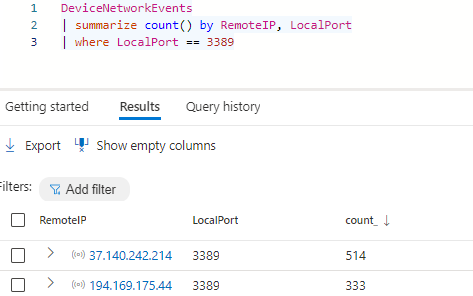 1 DeviceNetworkEvents
2 | summarize count() by RemoteIP, LocalPort
3 | where LocalPort == 3389
Getting started Results Query history
Export Show empty columns
Filters: Add filter
RemoteIP LocalPort count_
37.140.242.214 3389 514
194.169.175.44 3389 333